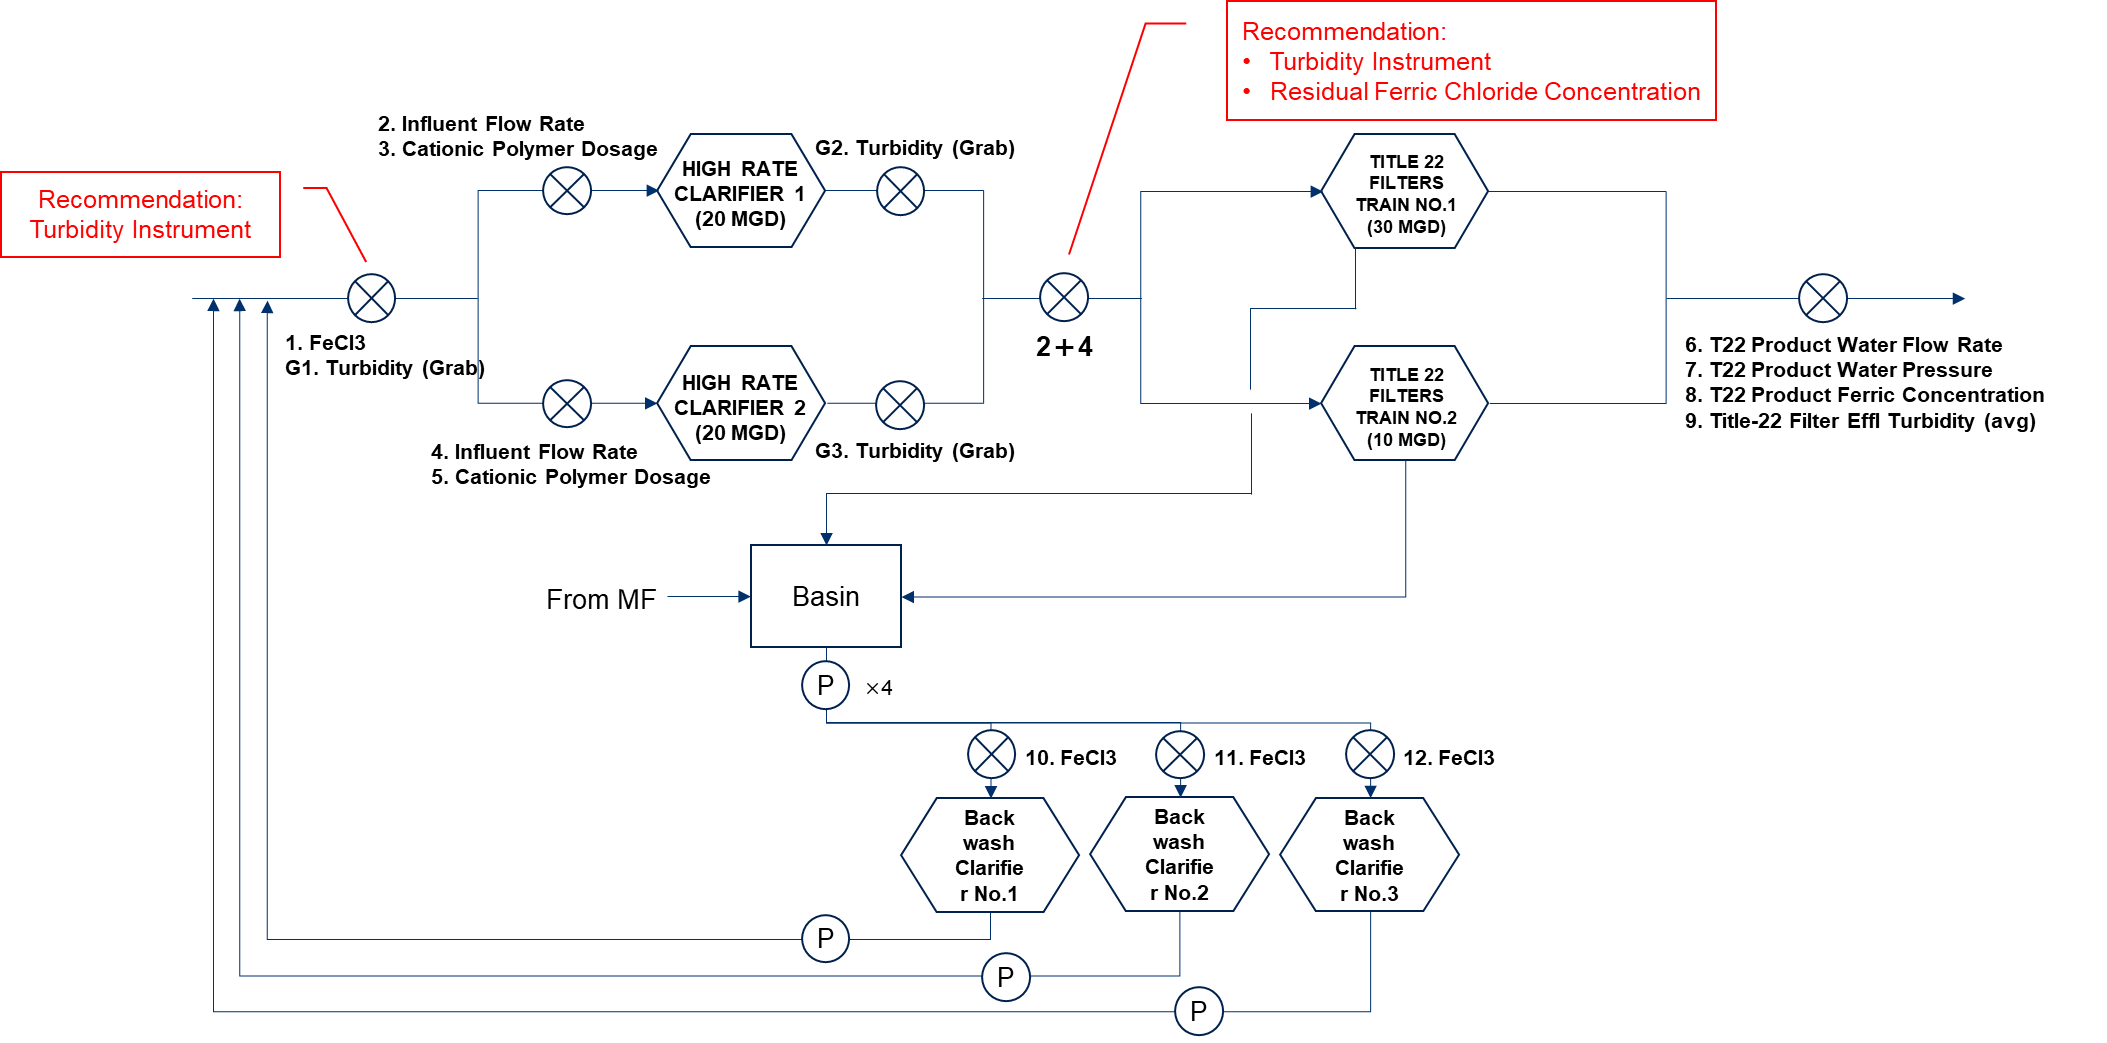 Recommendation:
• Turbidity Instrument
• Residual Ferric Chloride Concentration
2. Influent Flow Rate
3. Cationic Polymer Dosage
HIGH RATE
CLARIFIER 1
(20 MGD)
G2. Turbidity (Grab)
TITLE 22
FILTERS
TRAIN NO.1
(30 MGD)
Recommendation:
Turbidity Instrument
1. FeCl3
G1. Turbidity (Grab)
2+4
HIGH RATE
CLARIFIER 2
(20 MGD)
G3. Turbidity (Grab)
4. Influent Flow Rate
5. Cationic Polymer Dosage
TITLE 22
FILTERS
TRAIN NO.2
(10 MGD)
6. T22 Product Water Flow Rate
7. T22 Product Water Pressure
8. T22 Product Ferric Concentration
9. Title-22 Filter Effl Turbidity (avg)
From MF
Basin
P
×4
10. FeCl3
11. FeCl3
12. FeCl3
Back
wash
Clarifie
r No.1
Back
wash
Clarifie
r No.2
Back
wash
Clarifie
r No.3
P
P
P